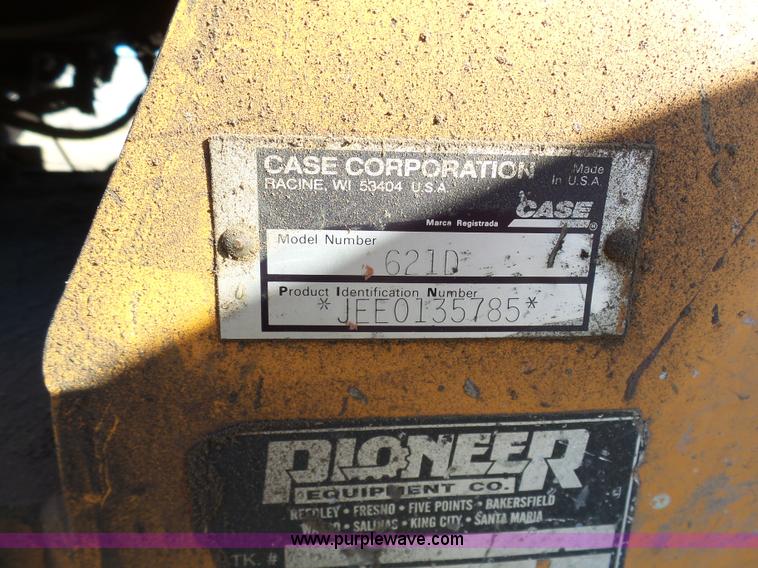 CASE CORPORATION
RACINE, WI 53404 U.S.A.
Made
In U.S.A.
Marca Registrada
CASE
Model Number
621D
Product Identification Number
*JEE0135785*
PIONEER
EQUIPMENT CO.
REEDLEY • FRESNO • FIVE POINTS • BAKERSFIELD
• SALINAS • KING CITY • SANTA MARIA
STK. #
www.purplewave.com